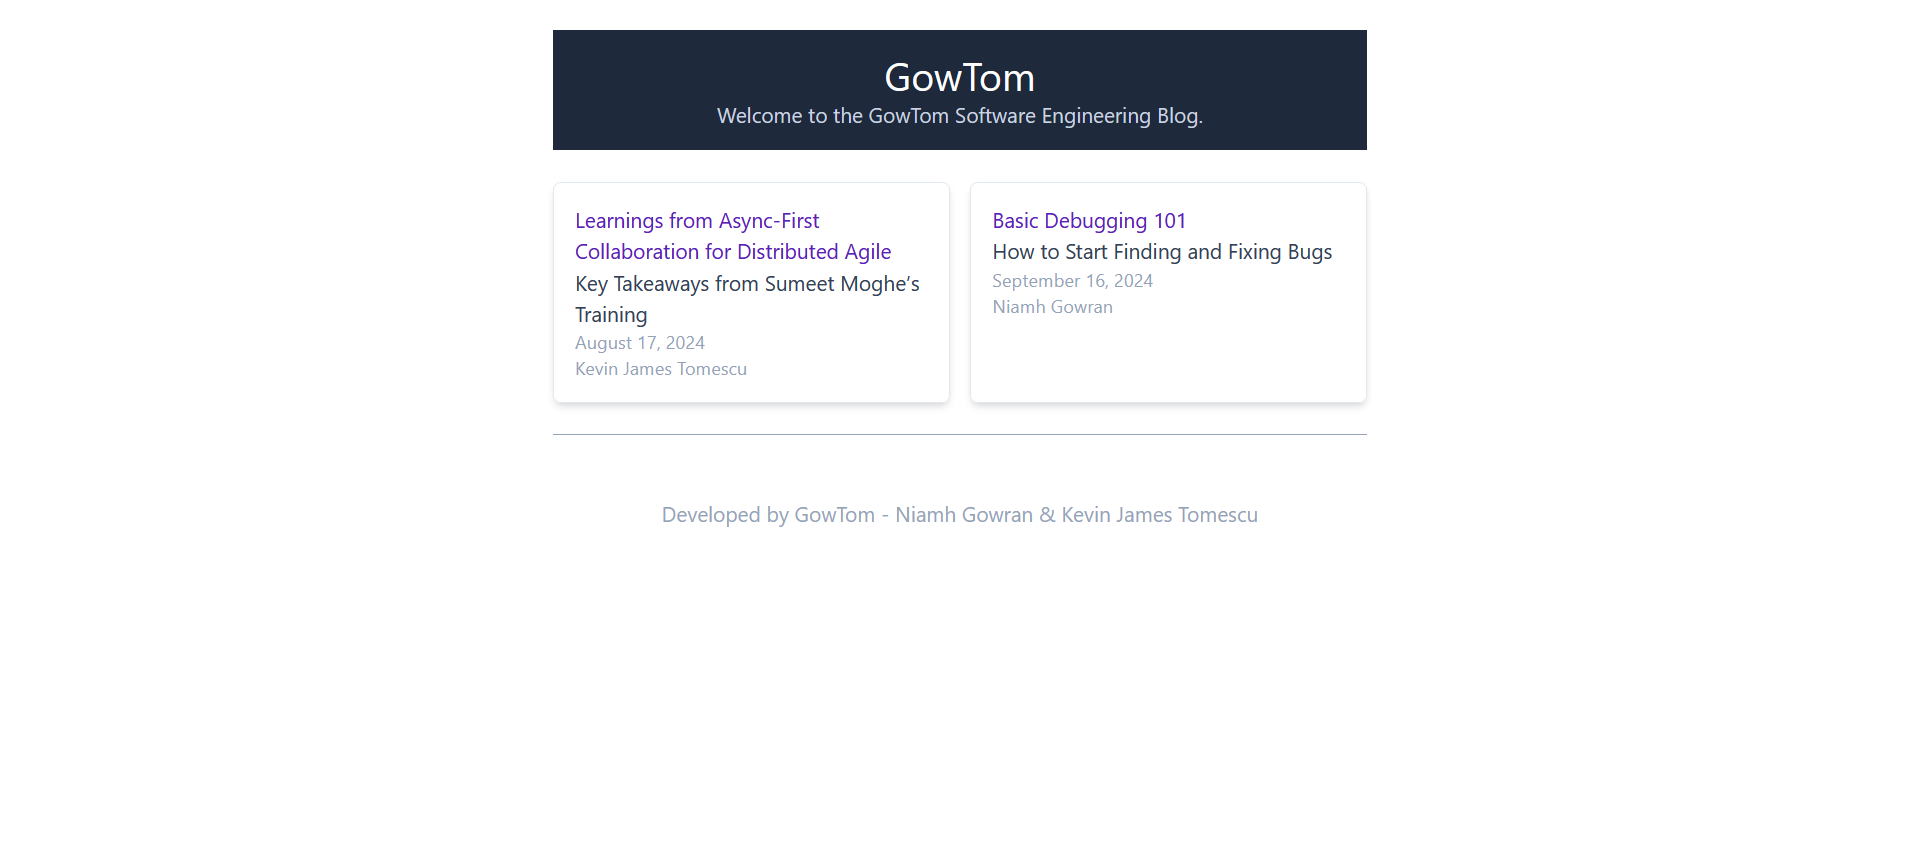 GowTom
Welcome to the GowTom Software Engineering Blog.
Learnings from Async-First
Collaboration for Distributed Agile
Key Takeaways from Sumeet Moghe’s
Training
August 17, 2024
Kevin James Tomescu
Basic Debugging 101
How to Start Finding and Fixing Bugs
September 16, 2024
Niamh Gowran
Developed by GowTom - Niamh Gowran & Kevin James Tomescu